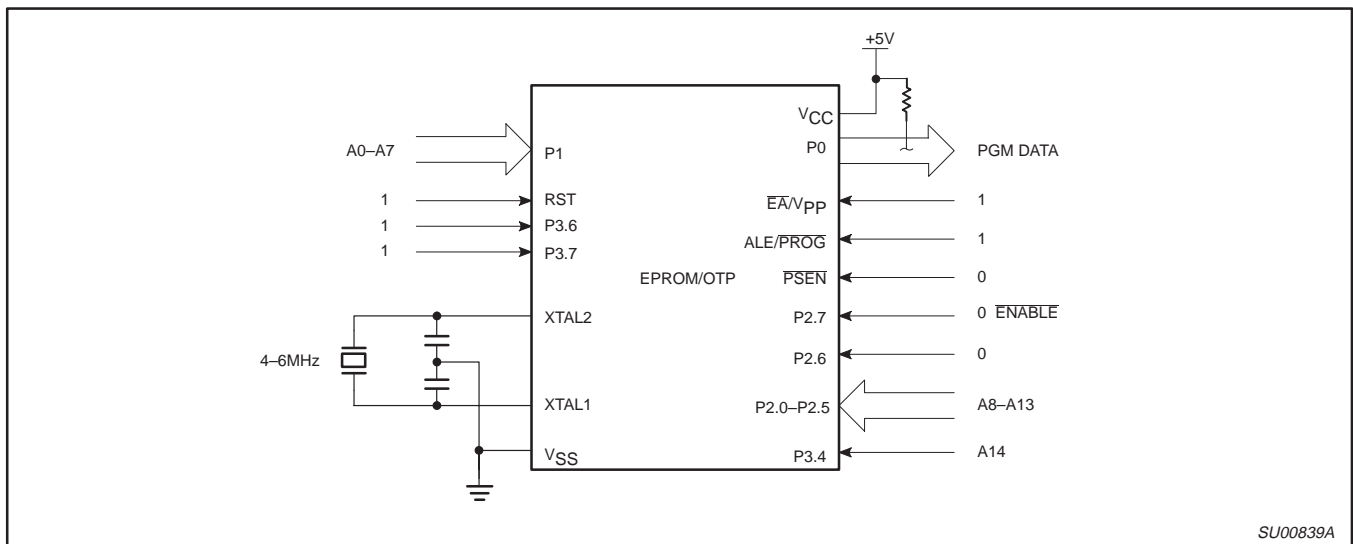 +5V
VCC
A0–A7
P1
P0
PGM DATA
1
RST
EA/VPP
1
1
P3.6
ALE/PROG
1
1
P3.7
EPROM/OTP
PSEN
0
XTAL2
P2.7
0 ENABLE
4–6MHz
P2.6
0
XTAL1
P2.0–P2.5
A8–A13
VSS
P3.4
A14
SU00839A